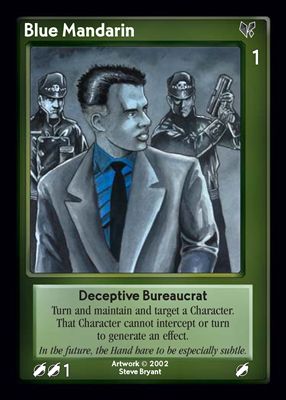 Blue Mandarin
1
Deceptive Bureaucrat
Turn and maintain and target a Character.
That Character cannot intercept or turn
to generate an effect.
In the future, the Hand have to be especially subtle.
1
Artwork © 2002
Steve Bryant